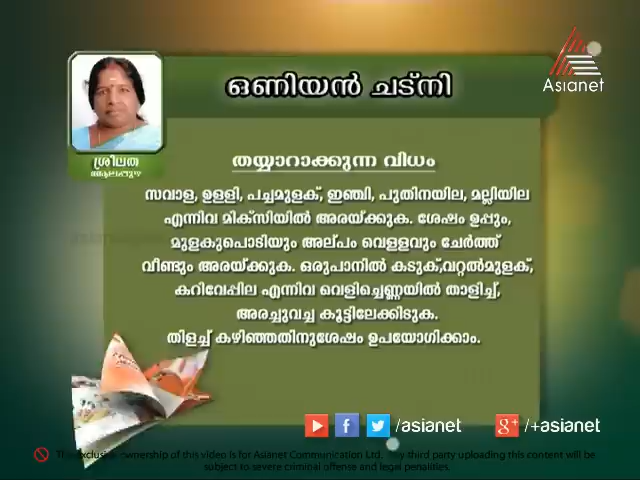 Asianet
ഒണിയൻ ചട്നി
ശ്രീലത
ആലപ്പുഴ
തയ്യാറാക്കുന്ന വിധം
സവാള, ഉള്ളി, പച്ചമുളക്, ഇഞ്ചി, പുതിനയില, മല്ലിയില
എന്നിവ മിക്സിയിൽ അരയ്ക്കുക. ശേഷം ഉപ്പും,
മുളകുപൊടിയും അല്പം വെള്ളവും ചേർത്ത്
വീണ്ടും അരയ്ക്കുക. ഒരുപാനിൽ കടുക്,വറ്റൽമുളക്,
കറിവേപ്പില എന്നിവ വെളിച്ചെണ്ണയിൽ താളിച്ച്,
അരച്ചുവച്ച കൂട്ടിലേക്കിടുക.
തിളച്ച് കഴിഞ്ഞതിനുശേഷം ഉപയോഗിക്കാം.
/asianet /+asianet
The exclusive ownership of this video is for Asianet Communication Ltd. Any third party uploading this content will be
subject to severe criminal offense and legal penalities.